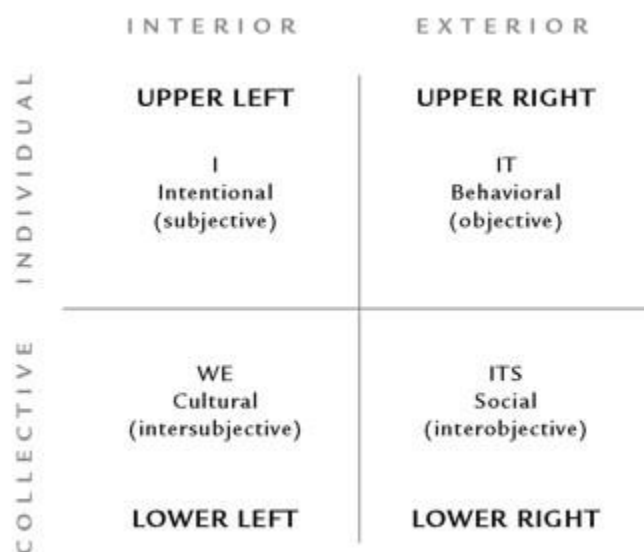 INTERIOR EXTERIOR
INDIVIDUAL
UPPER LEFT
I
Intentional
(subjective)
UPPER RIGHT
IT
Behavioral
(objective)
COLLECTIVE
WE
Cultural
(intersubjective)
LOWER LEFT
ITS
Social
(interobjective)
LOWER RIGHT